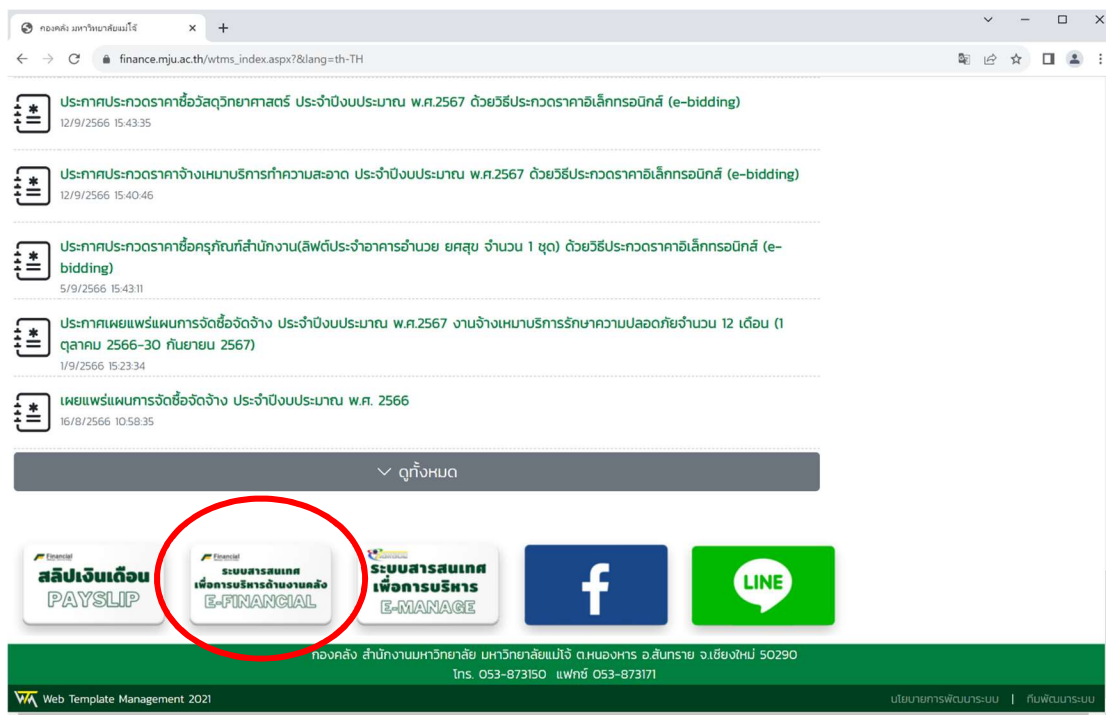 กองคลัง มหาวิทยาลัยแม่โจ้
finance.mju.ac.th/wtms_index.aspx?&lang=th-TH
ประกาศประกวดราคาซื้อวัสดุวิทยาศาสตร์ ประจำปีงบประมาณ พ.ศ.2567 ด้วยวิธีประกวดราคาอิเล็กทรอนิกส์ (e-bidding)
12/9/2566 15:43:35
ประกาศประกวดราคาจ้างเหมาบริการทำความสะอาด ประจำปีงบประมาณ พ.ศ.2567 ด้วยวิธีประกวดราคาอิเล็กทรอนิกส์ (e-bidding)
12/9/2566 15:40:46
ประกาศประกวดราคาซื้อครุภัณฑ์สำนักงาน(ลิฟต์ประจำอาคารอำนวย ยศสุข จำนวน 1 ชุด) ด้วยวิธีประกวดราคาอิเล็กทรอนิกส์ (e-
bidding)
5/9/2566 15:43:11
ประกาศเผยแพร่แผนการจัดซื้อจัดจ้าง ประจำปีงบประมาณ พ.ศ.2567 งานจ้างเหมาบริการรักษาความปลอดภัยจำนวน 12 เดือน (1
ตุลาคม 2566-30 กันยายน 2567)
1/9/2566 15:23:34
เผยแพร่แผนการจัดซื้อจัดจ้าง ประจำปีงบประมาณ พ.ศ. 2566
16/8/2566 10:58:35
ดูทั้งหมด
Financial
สลิปเงินเดือน
PAYSLIP
Financial
ระบบสารสนเทศ
เพื่อการบริหารด้านงานคลัง
E-FINANCIAL
ระบบสารสนเทศ
เพื่อการบริหาร
E-MANAGE
f
LINE
กองคลัง สำนักงานมหาวิทยาลัย มหาวิทยาลัยแม่โจ้ ต.หนองหาร อ.สันทราย จ.เชียงใหม่ 50290
โทร. 053-873150 แฟกซ์ 053-873171
Web Template Management 2021
นโยบายการพัฒนาระบบ | ทีมพัฒนาระบบ